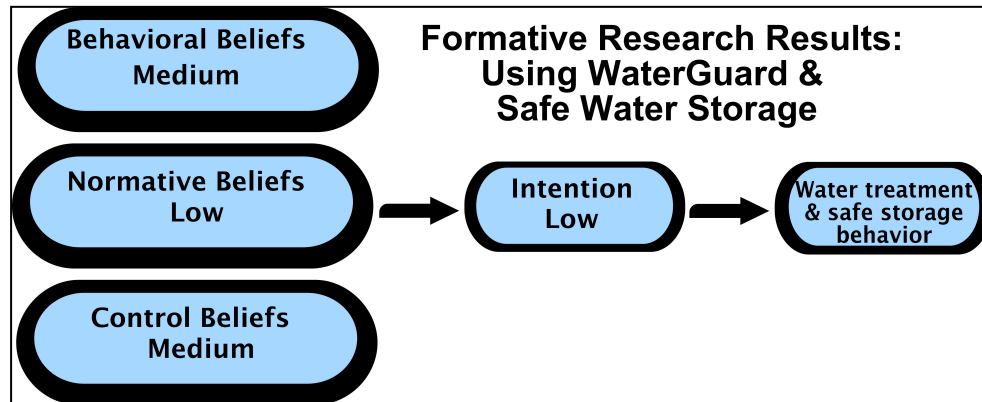 Behavioral Beliefs
Medium
Formative Research Results:
Using WaterGuard &
Safe Water Storage
Normative Beliefs
Low
Intention
Low
Water treatment
& safe storage
behavior
Control Beliefs
Medium